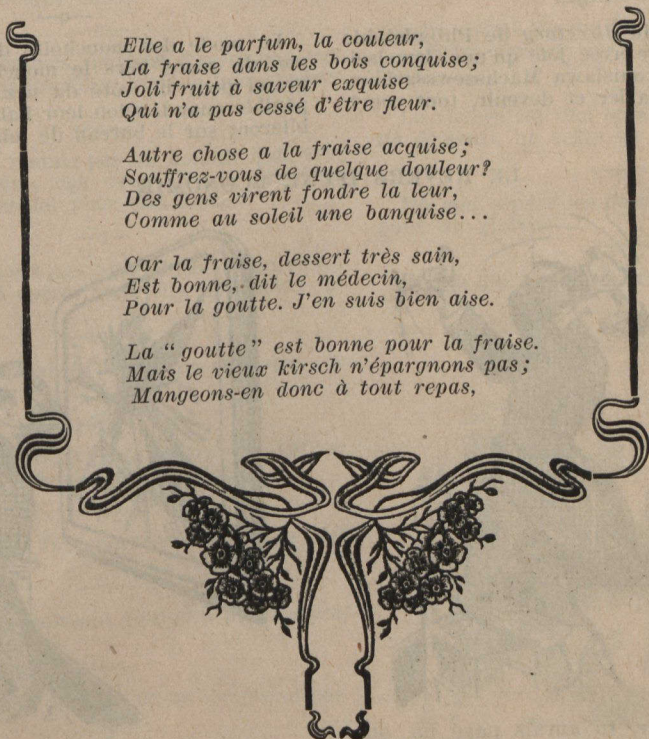 Elle a le parfum, la couleur,
La fraise dans les bois conquise;
Joli fruit à saveur exquise
Qui n'a pas cessé d'être fleur.
Autre chose a la fraise acquise;
Souffrez-vous de quelque douleur?
Des gens virent fondre la leur,
Comme au soleil une banquise...
Car la fraise, dessert très sain,
Est bonne, dit le médecin,
Pour la goutte. J'en suis bien aise.
La "goutte" est bonne pour la fraise.
Mais le vieux kirsch n'épargnons pas;
Mangeons-en donc à tout repas,